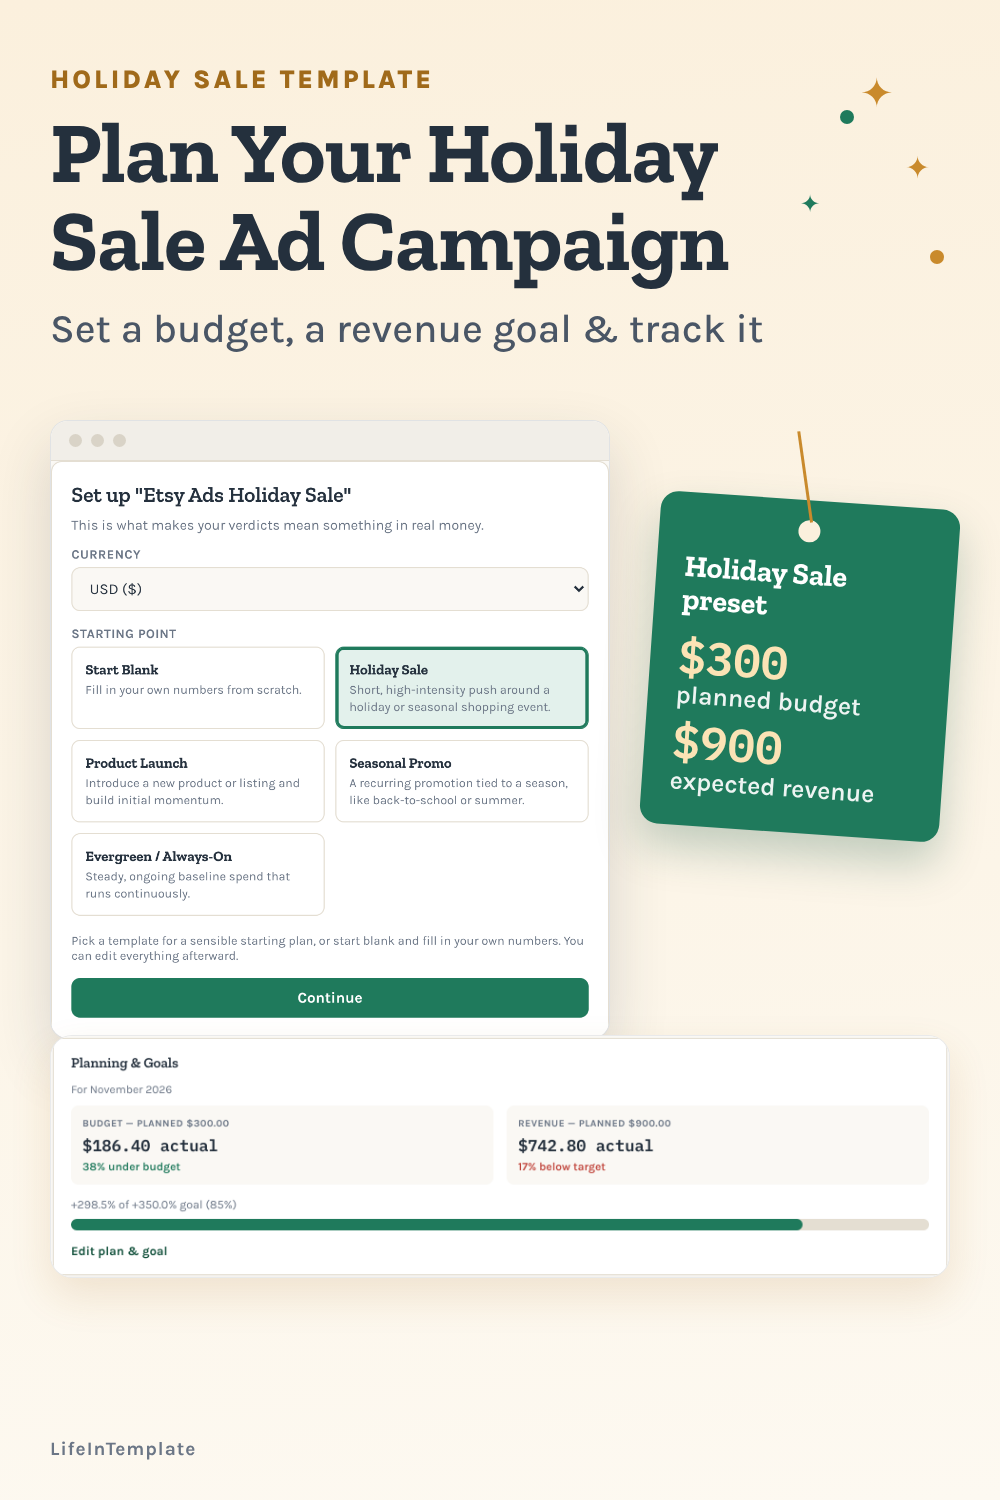 HOLIDAY SALE TEMPLATE
Plan Your Holiday
Sale Ad Campaign
Set a budget, a revenue goal & track it
Set up "Etsy Ads Holiday Sale"
This is what makes your verdicts mean something in real money.
CURRENCY
USD ($)
STARTING POINT
Start Blank
Fill in your own numbers from scratch.
Holiday Sale
Short, high-intensity push around a
holiday or seasonal shopping event.
Product Launch
Introduce a new product or listing and
build initial momentum.
Seasonal Promo
A recurring promotion tied to a season,
like back-to-school or summer.
Evergreen / Always-On
Steady, ongoing baseline spend that
runs continuously.
Pick a template for a sensible starting plan, or start blank and fill in your own numbers. You
can edit everything afterward.
Continue
Holiday Sale
preset
$300
planned budget
$900
expected revenue
Planning & Goals
For November 2026
BUDGET — PLANNED $300.00
$186.40 actual
38% under budget
REVENUE — PLANNED $900.00
$742.80 actual
17% below target
+298.5% of +350.0% goal (85%)
Edit plan & goal
LifeInTemplate